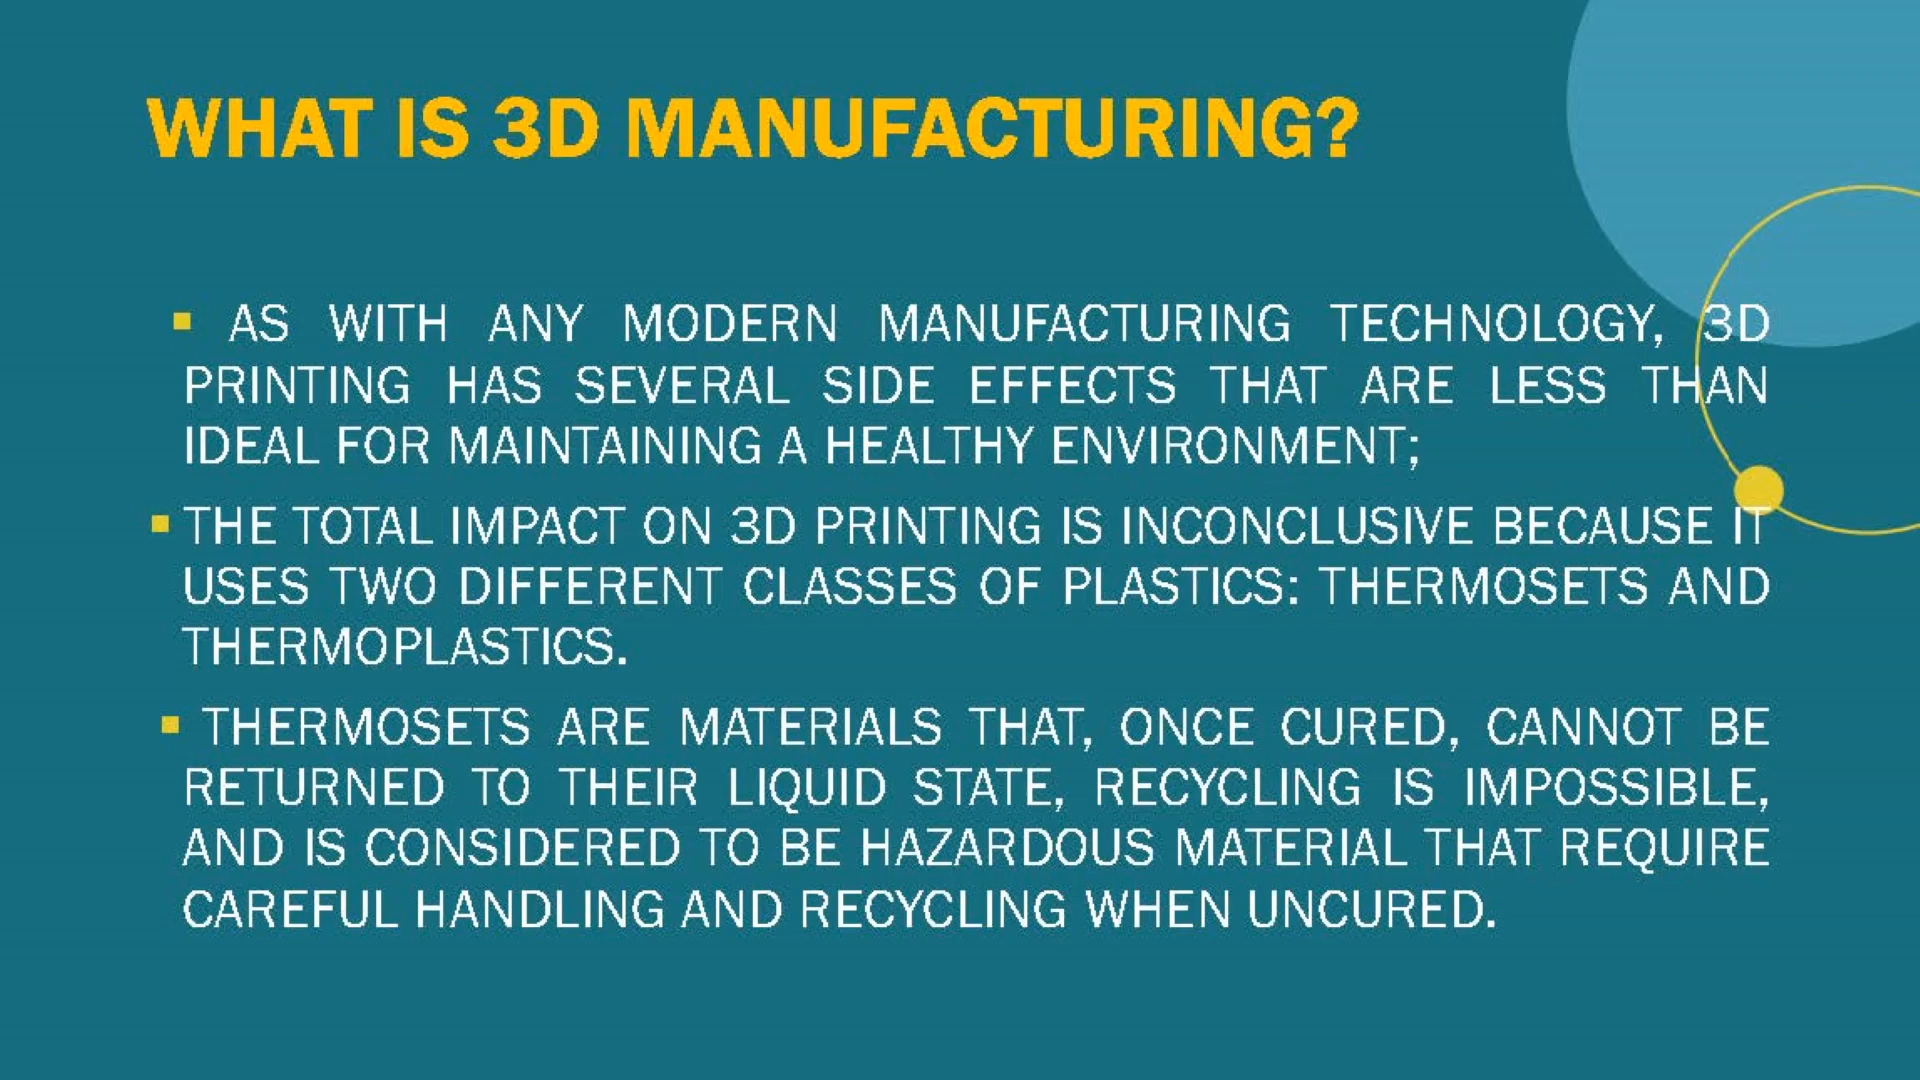 WHAT IS 3D MANUFACTURING?
AS WITH ANY MODERN MANUFACTURING TECHNOLOGY, 3D
PRINTING HAS SEVERAL SIDE EFFECTS THAT ARE LESS THAN
IDEAL FOR MAINTAINING A HEALTHY ENVIRONMENT;
THE TOTAL IMPACT ON 3D PRINTING IS INCONCLUSIVE BECAUSE IT
USES TWO DIFFERENT CLASSES OF PLASTICS: THERMOSETS AND
THERMOPLASTICS.
THERMOSETS ARE MATERIALS THAT, ONCE CURED, CANNOT BE
RETURNED TO THEIR LIQUID STATE, RECYCLING IS IMPOSSIBLE,
AND IS CONSIDERED TO BE HAZARDOUS MATERIAL THAT REQUIRE
CAREFUL HANDLING AND RECYCLING WHEN UNCURED.